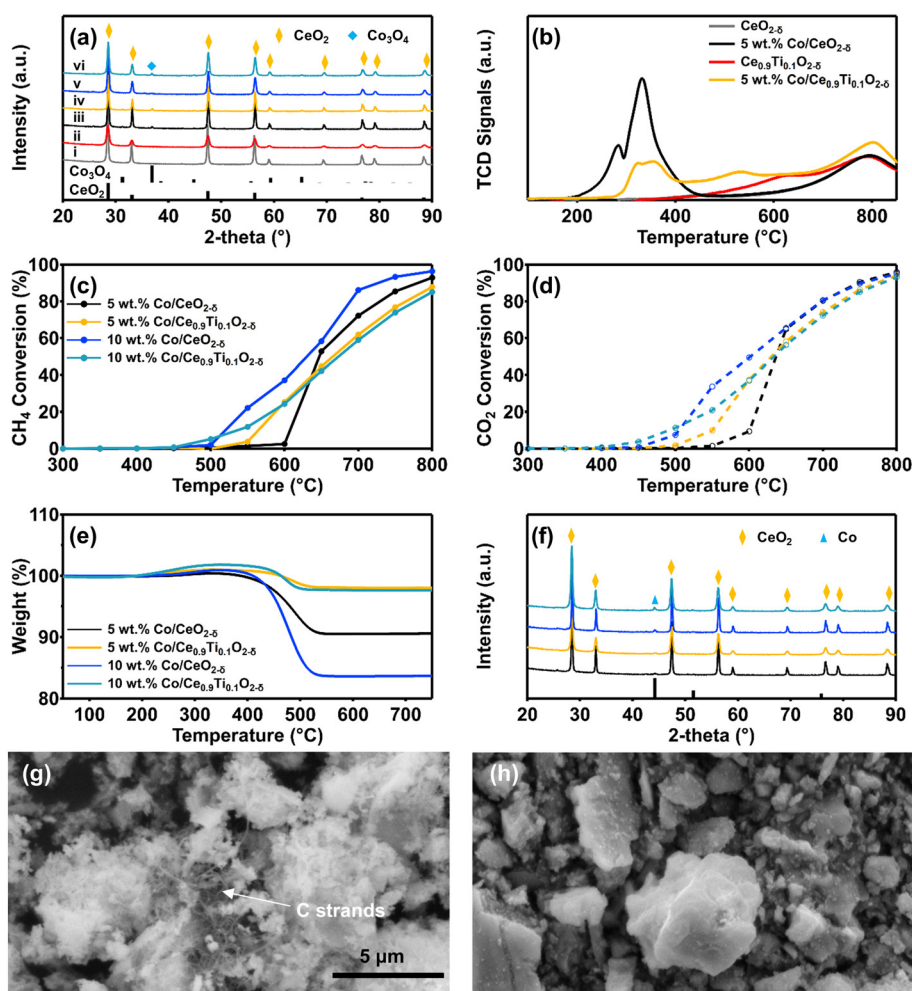 (a)
CeO₂
Co₃O₄
vi
v
iv
iii
ii
i
Co₃O₄
CeO₂
Intensity (a.u.)
20 30 40 50 60 70 80 90
2-theta (°)
(b)
CeO₂₋δ
5 wt.% Co/CeO₂₋δ
Ce₀.₉Ti₀.₁O₂₋δ
5 wt.% Co/Ce₀.₉Ti₀.₁O₂₋δ
TCD Signals (a.u.)
200 400 600 800
Temperature (°C)
(c)
5 wt.% Co/CeO₂₋δ
5 wt.% Co/Ce₀.₉Ti₀.₁O₂₋δ
10 wt.% Co/CeO₂₋δ
10 wt.% Co/Ce₀.₉Ti₀.₁O₂₋δ
CH₄ Conversion (%)
100
80
60
40
20
0
300 400 500 600 700 800
Temperature (°C)
(d)
CO₂ Conversion (%)
100
80
60
40
20
0
300 400 500 600 700 800
Temperature (°C)
(e)
5 wt.% Co/CeO₂₋δ
5 wt.% Co/Ce₀.₉Ti₀.₁O₂₋δ
10 wt.% Co/CeO₂₋δ
10 wt.% Co/Ce₀.₉Ti₀.₁O₂₋δ
Weight (%)
110
100
90
80
100 200 300 400 500 600 700
Temperature (°C)
(f)
CeO₂
Co
Intensity (a.u.)
20 30 40 50 60 70 80 90
2-theta (°)
(g)
C strands
5 µm
(h)